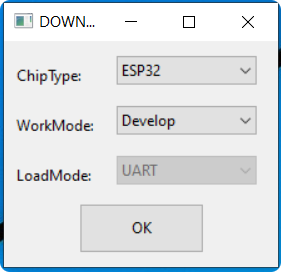 DOWN...
ChipType: ESP32
WorkMode: Develop
LoadMode: UART
OK